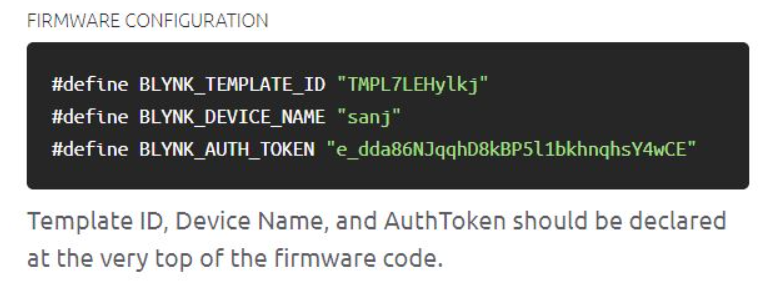 FIRMWARE CONFIGURATION
#define BLYNK_TEMPLATE_ID "TMPL7LEHylkj"
#define BLYNK_DEVICE_NAME "sanj"
#define BLYNK_AUTH_TOKEN "e_dda86NJqqhD8kBP5l1bkhnqhsY4wCE"
Template ID, Device Name, and AuthToken should be declared
at the very top of the firmware code.